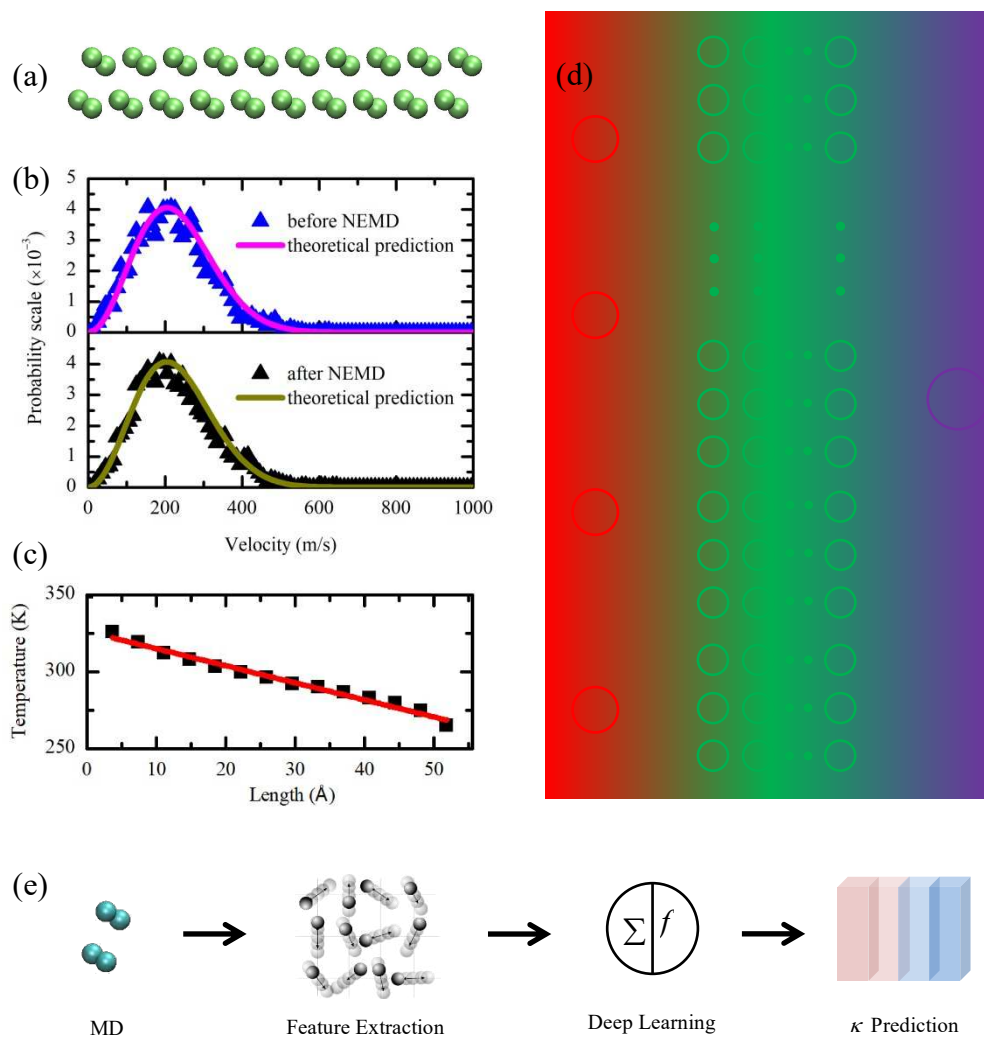 (a)
(b)
5
4
3
2
1
0
before NEMD
theoretical prediction
4
3
2
1
0
after NEMD
theoretical prediction
Probability scale (×10⁻³)
0 200 400 600 800 1000
Velocity (m/s)
(c)
350
300
250
Temperature (K)
0 10 20 30 40 50
Length (Å)
(d)
(e)
Σ f
MD
Feature Extraction
Deep Learning
κ Prediction